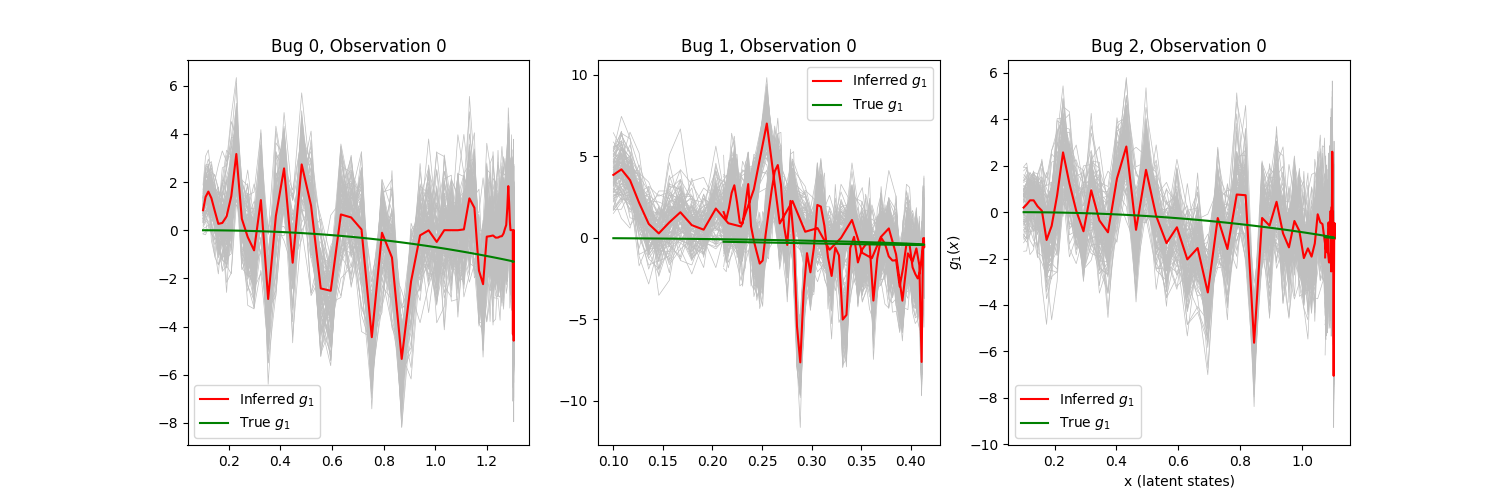 Bug 0, Observation 0
6
4
2
0
−2
−4
−6
−8
Inferred g₁
True g₁
0.2 0.4 0.6 0.8 1.0 1.2
Bug 1, Observation 0
10
5
0
−5
−10
Inferred g₁
True g₁
0.10 0.15 0.20 0.25 0.30 0.35 0.40
Bug 2, Observation 0
g₁(x)
6
4
2
0
−2
−4
−6
−8
−10
Inferred g₁
True g₁
0.2 0.4 0.6 0.8 1.0
x (latent states)